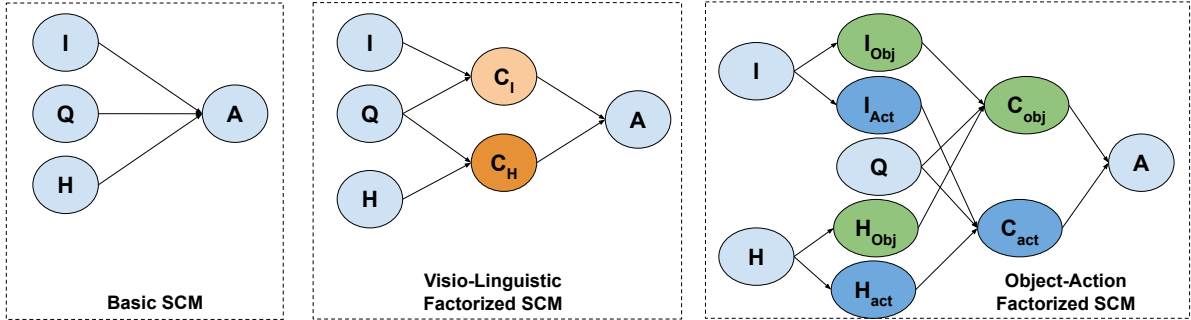 I
Q
H
A
Basic SCM
I
Q
H
C_I
C_H
A
Visio-Linguistic
Factorized SCM
I
H
I_Obj
I_Act
Q
H_Obj
H_act
C_obj
C_act
A
Object-Action
Factorized SCM